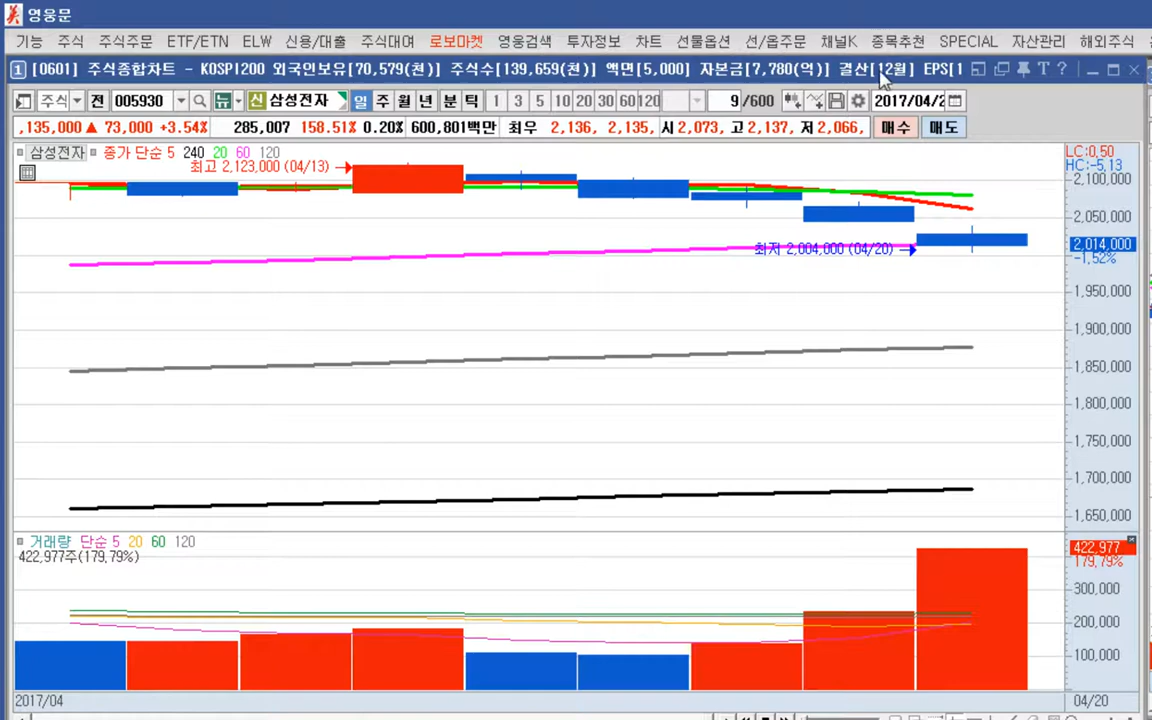 영웅문
기능 주식 주식주문 ETF/ETN ELW 신용/대출 주식대여 로보마켓 영웅검색 투자정보 차트 선물옵션 선/옵주문 채널K 종목추천 SPECIAL 자산관리 해외주식
1 [0601] 주식종합차트 - KOSPI200 외국인보유[70,579(천)] 주식수[139,659(천)] 액면[5,000] 자본금[7,780(억)] 결산[12월] EPS[1
주식 전 005930 뉴 신 삼성전자 일 주 월 년 분 틱 1 3 5 10 20 30 60 120 9 /600 2017/04/2
,135,000 ▲ 73,000 +3.54% 285,007 158.51% 0.20% 600,801백만 최우 2,136, 2,135, 시 2,073, 고 2,137, 저 2,066, 매수 매도
삼성전자 종가 단순 5 240 20 60 120
LC:0.50
HC:-5.13
최고 2,123,000 (04/13)
2,100,000
2,050,000
최저 2,004,000 (04/20)
2,014,000
-1.52%
1,950,000
1,900,000
1,850,000
1,800,000
1,750,000
1,700,000
1,650,000
거래량 단순 5 20 60 120
422,977주(179.79%)
422,977
179.79%
300,000
200,000
100,000
2017/04
04/20